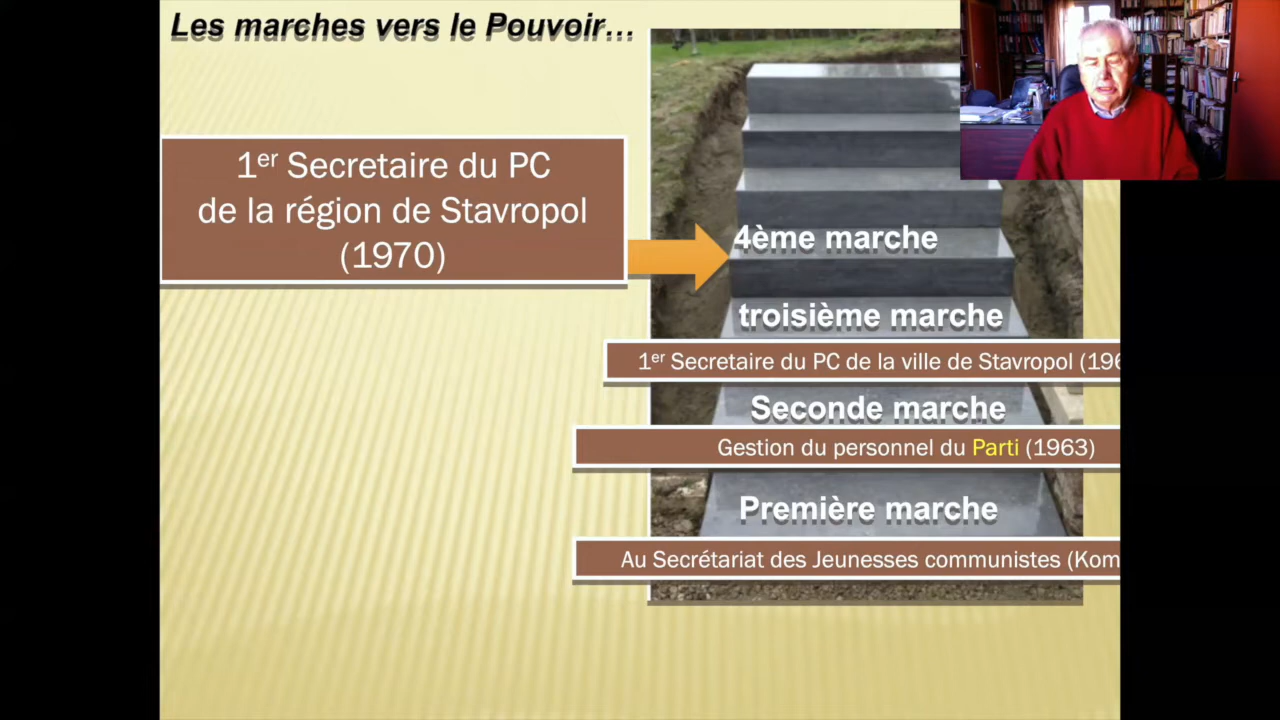 Les marches vers le Pouvoir...
1er Secretaire du PC
de la région de Stavropol
(1970)
4ème marche
troisième marche
1er Secretaire du PC de la ville de Stavropol (196
Seconde marche
Gestion du personnel du Parti (1963)
Première marche
Au Secrétariat des Jeunesses communistes (Kom